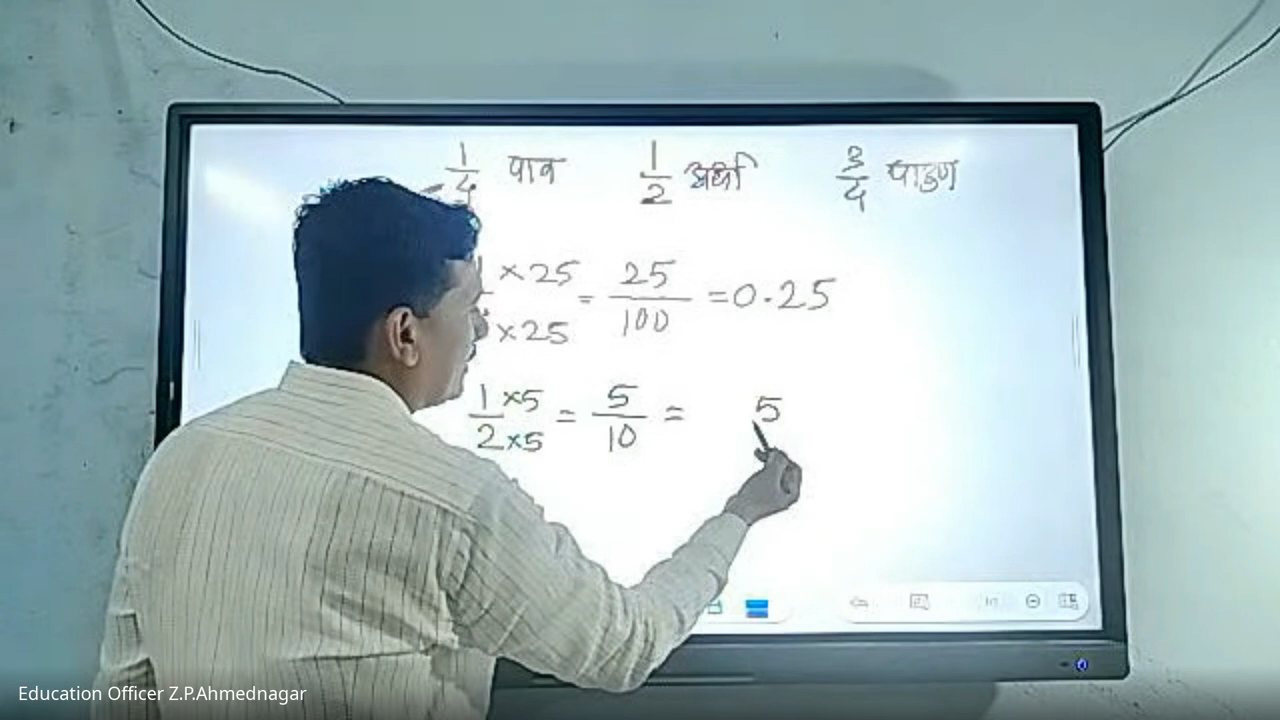 1/4 पाव 1/2 अर्धा 3/4 पाऊण
×25 / ×25 = 25/100 = 0.25
1×5 / 2×5 = 5/10 = 5
Education Officer Z.P.Ahmednagar